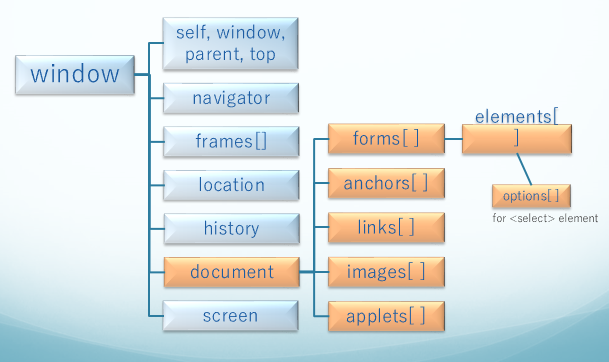 window
self, window,
parent, top
navigator
frames[]
location
history
document
screen
forms[ ]
anchors[ ]
links[ ]
images[ ]
applets[ ]
elements[
]
options[ ]
for <select> element